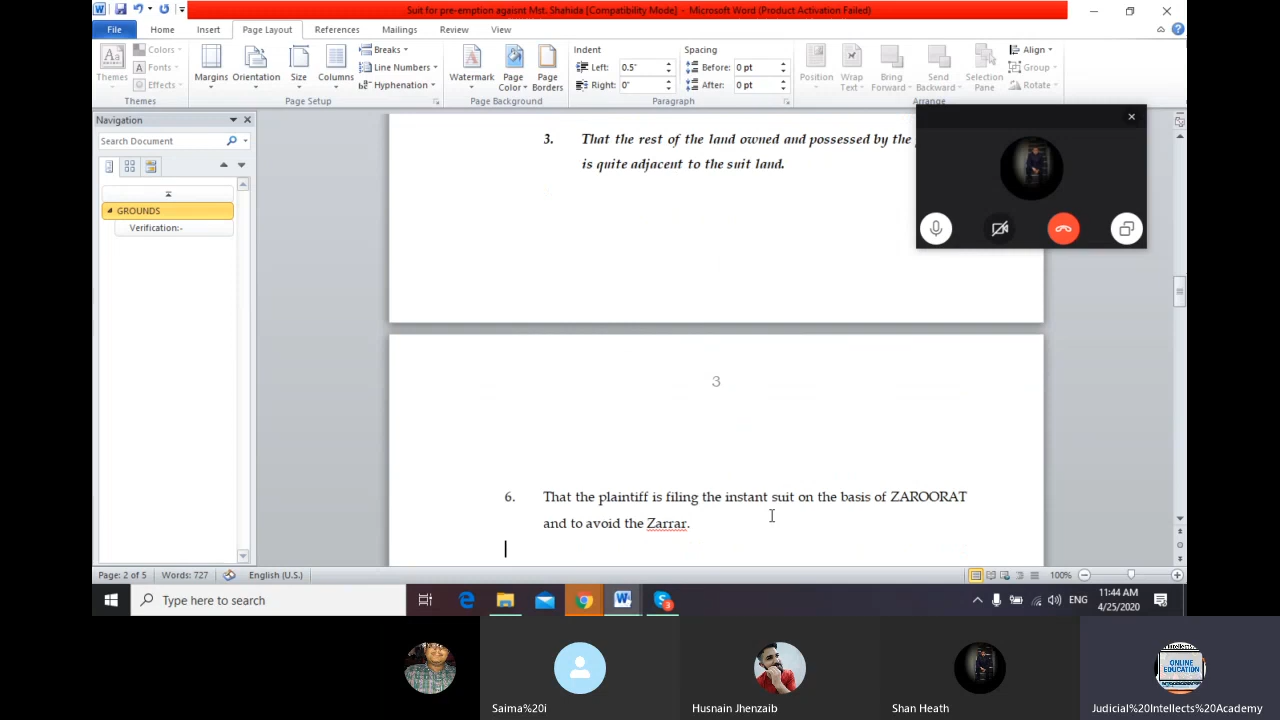 Suit for pre-emption agaisnt Mst. Shahida [Compatibility Mode] - Microsoft Word (Product Activation Failed)
File Home Insert Page Layout References Mailings Review View
Themes
Colors
Fonts
Effects
Themes
Margins Orientation Size Columns
Breaks
Line Numbers
Hyphenation
Page Setup
Watermark Page Color Page Borders
Page Background
Indent
Left: 0.5"
Right: 0"
Spacing
Before: 0 pt
After: 0 pt
Paragraph
Position Wrap Text Bring Forward Send Backward Selection Pane
Align
Group
Rotate
Arrange
Navigation
Search Document
GROUNDS
Verification:-
3. That the rest of the land owned and possessed by the
is quite adjacent to the suit land.
3
6. That the plaintiff is filing the instant suit on the basis of ZAROORAT
and to avoid the Zarrar.
Page: 2 of 5 Words: 727 English (U.S.) 100%
Type here to search
3
ENG
11:44 AM
4/25/2020
ONLINE
EDUCATION
Saima%20i Husnain Jhenzaib Shan Heath Judicial%20Intellects%20Academy